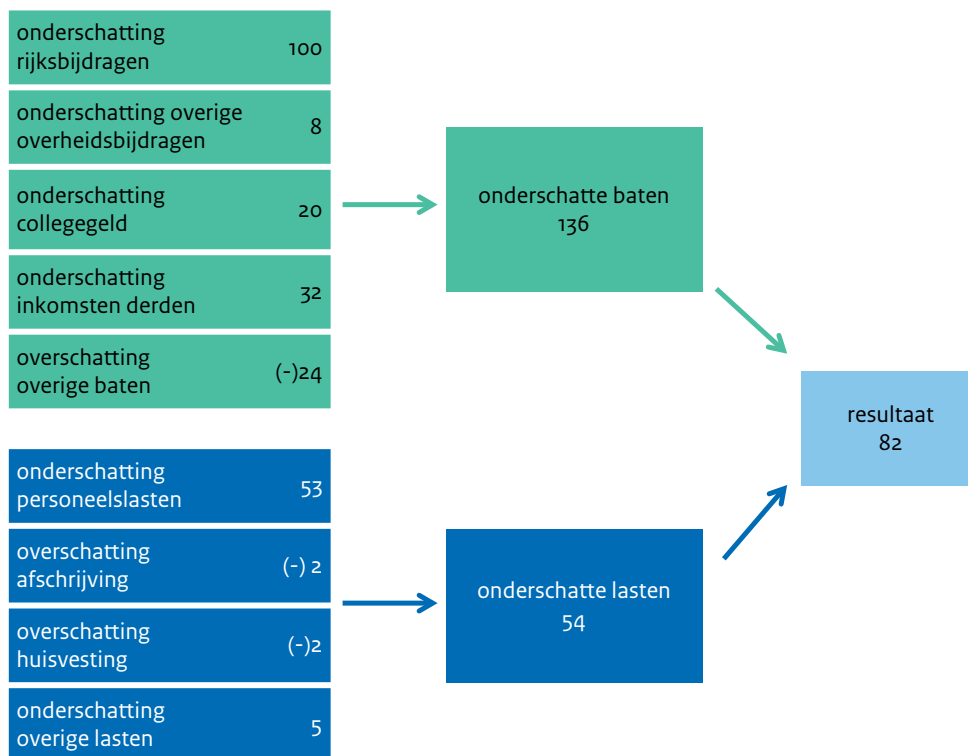 onderschatting
rijksbijdragen 100
onderschatting overige
overheidsbijdragen 8
onderschatting
collegegeld 20
onderschatting
inkomsten derden 32
overschatting
overige baten (-)24
onderschatte baten
136
resultaat
82
onderschatting
personeelslasten 53
overschatting
afschrijving (-) 2
overschatting
huisvesting (-)2
onderschatting
overige lasten 5
onderschatte lasten
54